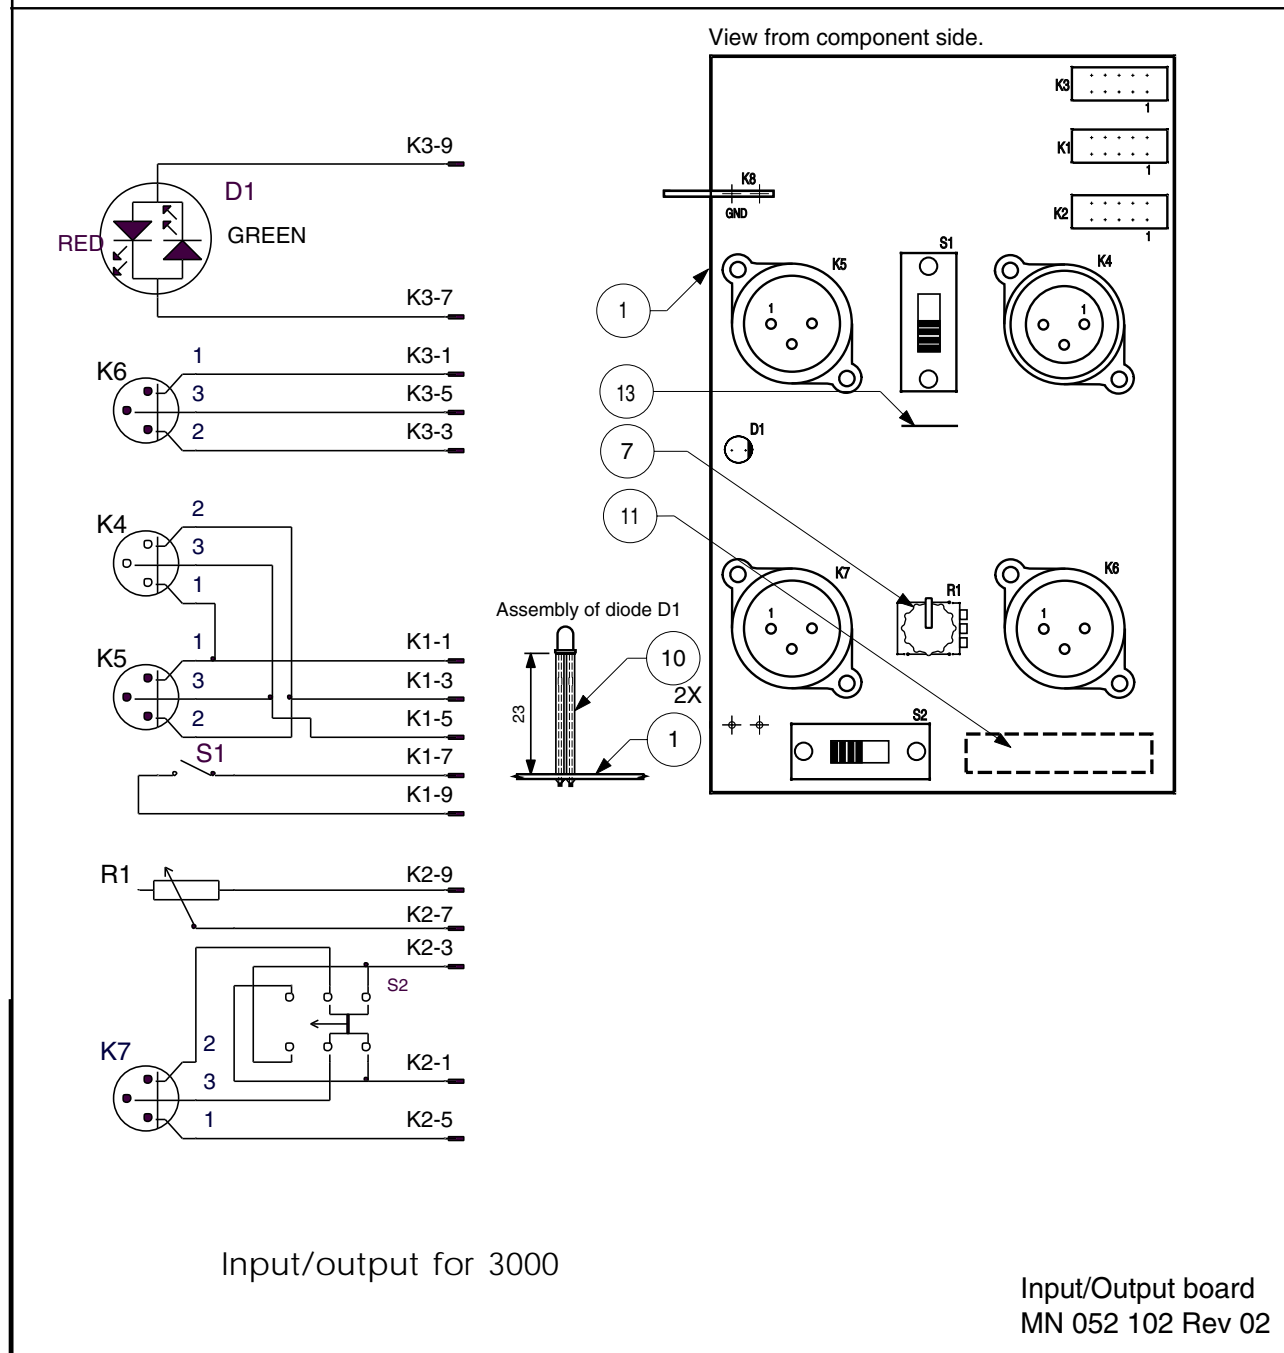 View from component side.
K3
1
K1
1
K2
1
K8
GND
K3-9
D1
RED
GREEN
K3-7
K6
1
K3-1
3
K3-5
2
K3-3
K4
2
3
1
K5
1
K1-1
3
K1-3
2
K1-5
S1
K1-7
K1-9
R1
K2-9
K2-7
K2-3
S2
K7
2
K2-1
3
1
K2-5
Assembly of diode D1
23
10
2X
1
1
13
7
11
K5
1
S1
K4
1
D1
K7
1
R1
K6
1
S2
Input/output for 3000
Input/Output board
MN 052 102 Rev 02